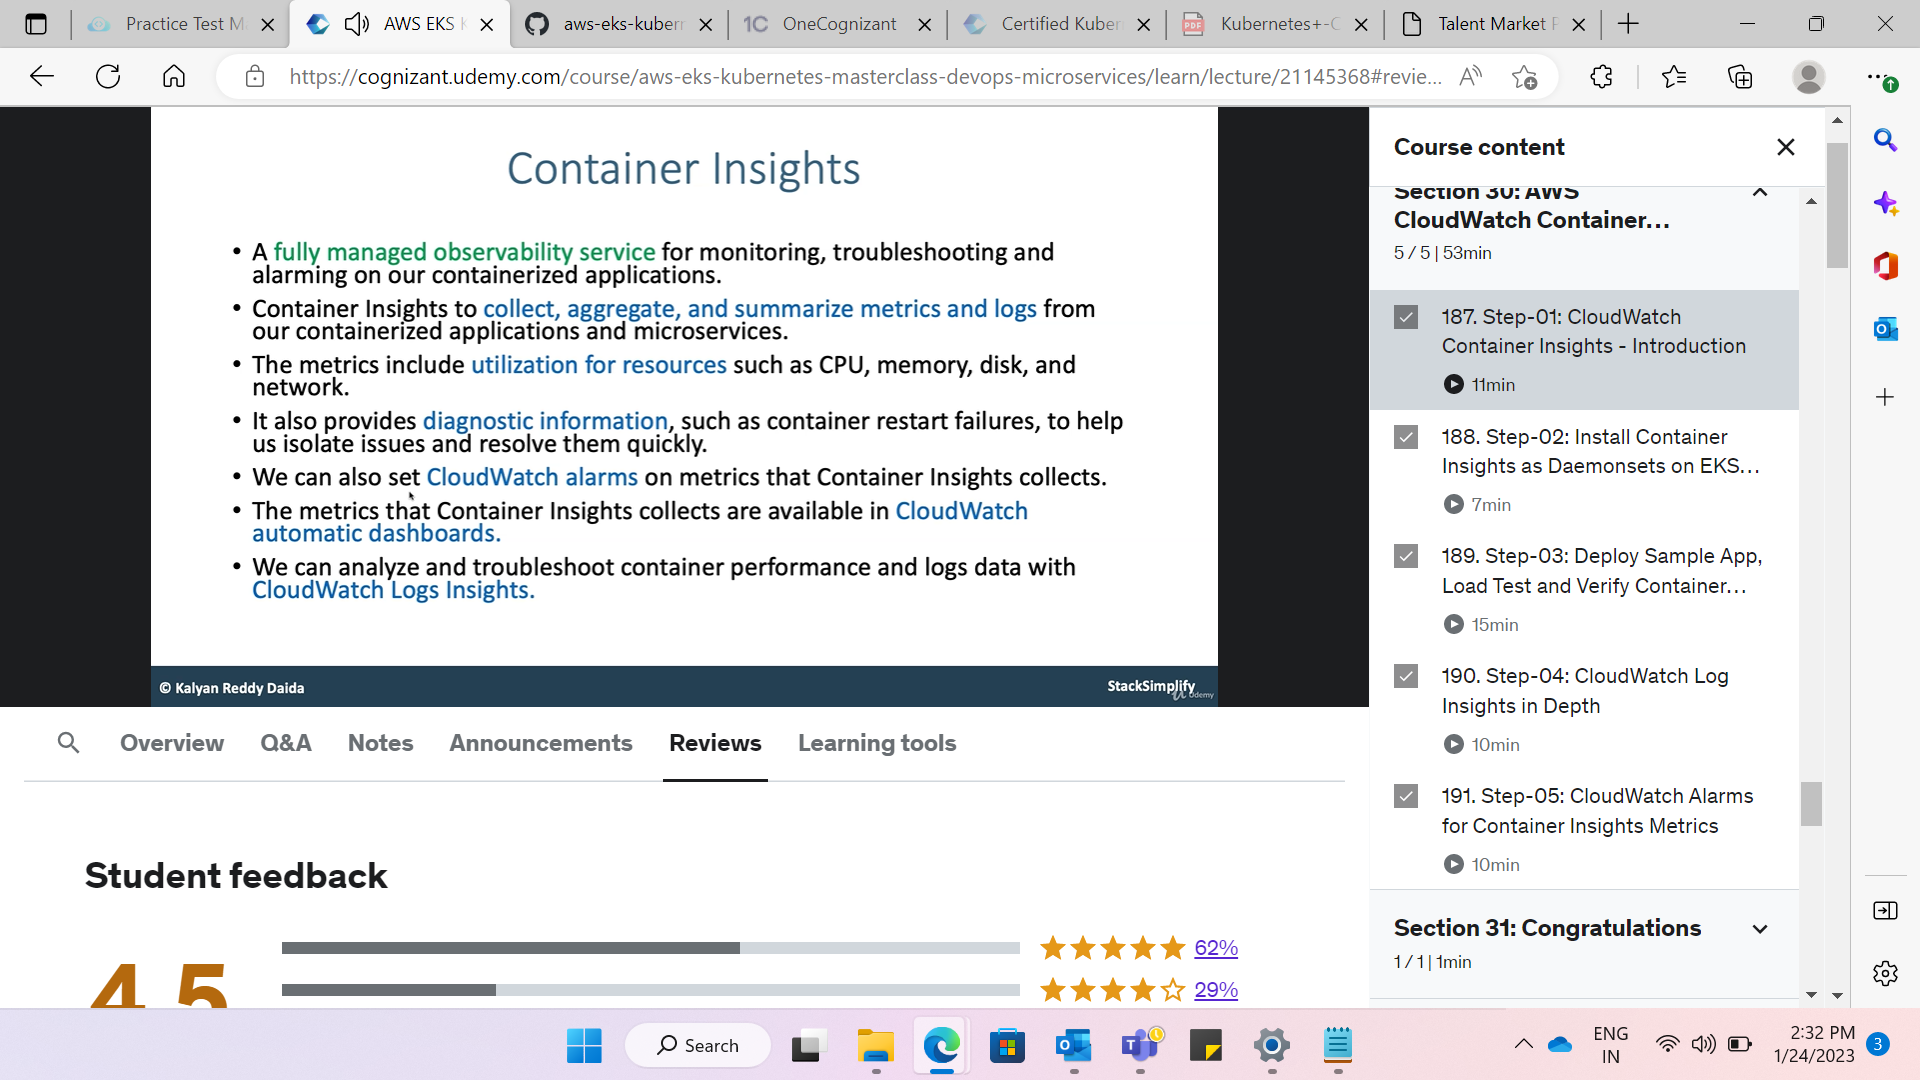 Practice Test M
AWS EKS K
aws-eks-kubern
1C OneCognizant
Certified Kuber
PDF Kubernetes+-C
Talent Market P
https://cognizant.udemy.com/course/aws-eks-kubernetes-masterclass-devops-microservices/learn/lecture/21145368#revie...
Container Insights
• A fully managed observability service for monitoring, troubleshooting and
alarming on our containerized applications.
• Container Insights to collect, aggregate, and summarize metrics and logs from
our containerized applications and microservices.
• The metrics include utilization for resources such as CPU, memory, disk, and
network.
• It also provides diagnostic information, such as container restart failures, to help
us isolate issues and resolve them quickly.
• We can also set CloudWatch alarms on metrics that Container Insights collects.
• The metrics that Container Insights collects are available in CloudWatch
automatic dashboards.
• We can analyze and troubleshoot container performance and logs data with
CloudWatch Logs Insights.
© Kalyan Reddy Daida
StackSimplify
Udemy
Course content
Section 30: AWS
CloudWatch Container...
5 / 5 | 53min
187. Step-01: CloudWatch
Container Insights - Introduction
11min
188. Step-02: Install Container
Insights as Daemonsets on EKS...
7min
189. Step-03: Deploy Sample App,
Load Test and Verify Container...
15min
190. Step-04: CloudWatch Log
Insights in Depth
10min
191. Step-05: CloudWatch Alarms
for Container Insights Metrics
10min
Section 31: Congratulations
1 / 1 | 1min
Overview Q&A Notes Announcements Reviews Learning tools
Student feedback
4.5
62%
29%
Search
ENG
IN
2:32 PM
1/24/2023
3